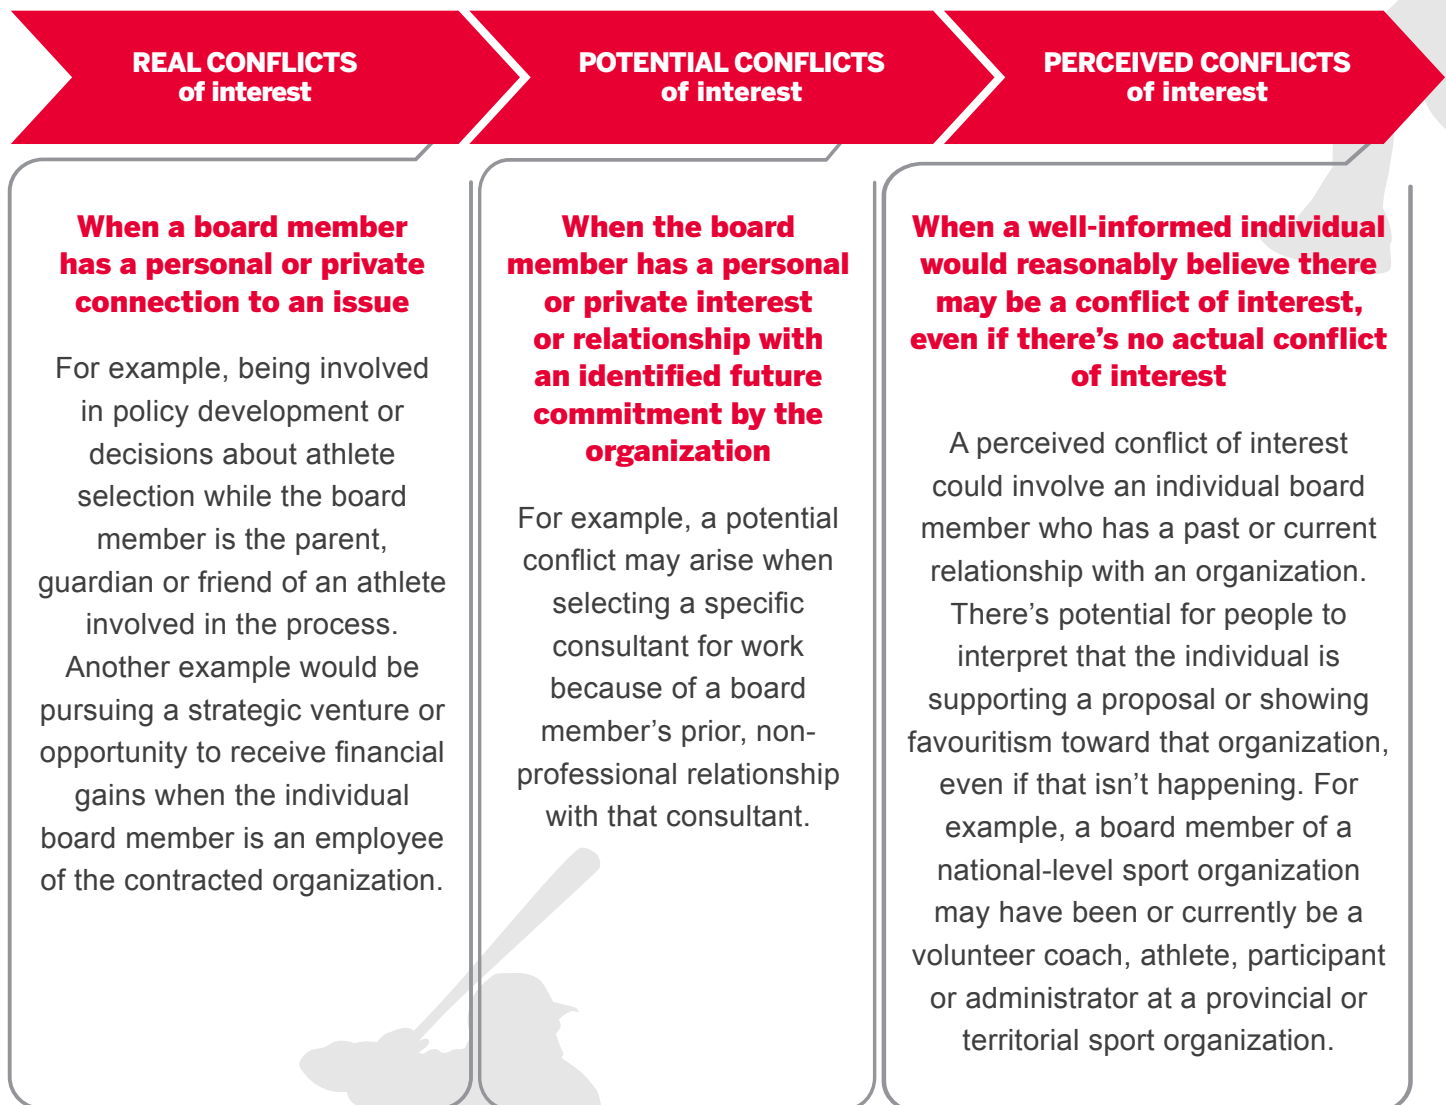 REAL CONFLICTS
of interest
POTENTIAL CONFLICTS
of interest
PERCEIVED CONFLICTS
of interest
When a board member
has a personal or private
connection to an issue
For example, being involved
in policy development or
decisions about athlete
selection while the board
member is the parent,
guardian or friend of an athlete
involved in the process.
Another example would be
pursuing a strategic venture or
opportunity to receive financial
gains when the individual
board member is an employee
of the contracted organization.
When the board
member has a personal
or private interest
or relationship with
an identified future
commitment by the
organization
For example, a potential
conflict may arise when
selecting a specific
consultant for work
because of a board
member's prior, non-
professional relationship
with that consultant.
When a well-informed individual
would reasonably believe there
may be a conflict of interest,
even if there's no actual conflict
of interest
A perceived conflict of interest
could involve an individual board
member who has a past or current
relationship with an organization.
There's potential for people to
interpret that the individual is
supporting a proposal or showing
favouritism toward that organization,
even if that isn't happening. For
example, a board member of a
national-level sport organization
may have been or currently be a
volunteer coach, athlete, participant
or administrator at a provincial or
territorial sport organization.